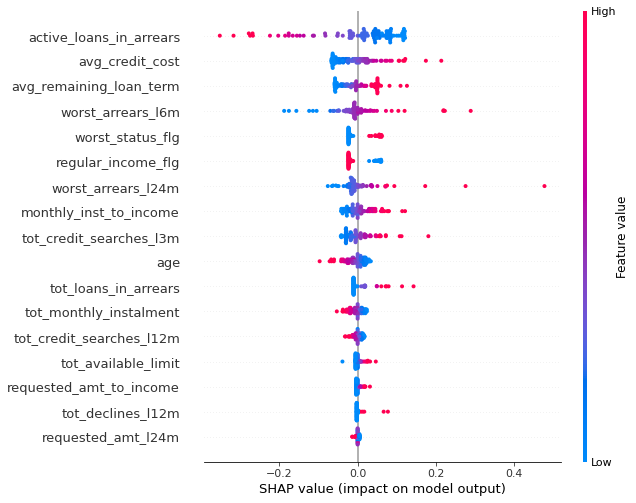 High
active_loans_in_arrears
avg_credit_cost
avg_remaining_loan_term
worst_arrears_l6m
worst_status_flg
regular_income_flg
worst_arrears_l24m
monthly_inst_to_income
tot_credit_searches_l3m
age
tot_loans_in_arrears
tot_monthly_instalment
tot_credit_searches_l12m
tot_available_limit
requested_amt_to_income
tot_declines_l12m
requested_amt_l24m
Feature value
Low
−0.2 0.0 0.2 0.4
SHAP value (impact on model output)